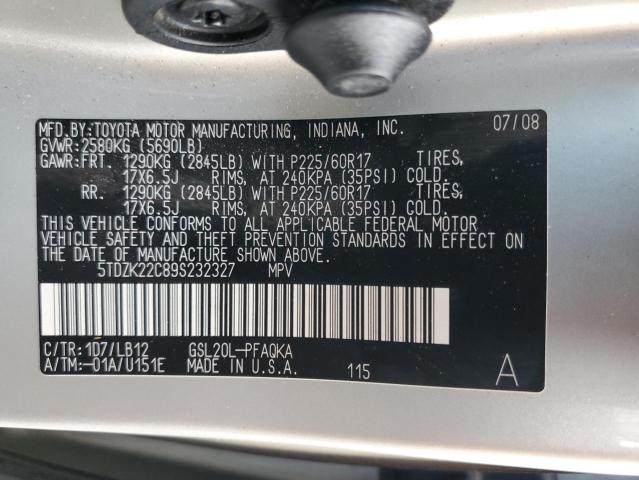 MFD.BY:TOYOTA MOTOR MANUFACTURING, INDIANA, INC. 07/08
GVWR:2580KG (5690LB)
GAWR:FRT. 1290KG (2845LB) WITH P225/60R17 TIRES,
17X6.5J RIMS, AT 240KPA (35PSI) COLD.
RR. 1290KG (2845LB) WITH P225/60R17 TIRES,
17X6.5J RIMS, AT 240KPA (35PSI) COLD.
THIS VEHICLE CONFORMS TO ALL APPLICABLE FEDERAL MOTOR
VEHICLE SAFETY AND THEFT PREVENTION STANDARDS IN EFFECT ON
THE DATE OF MANUFACTURE SHOWN ABOVE.
5TDZK22C89S232327 MPV
C/TR:1D7/LB12 GSL20L-PFAQKA
A/TM:-01A/U151E MADE IN U.S.A. 115 A